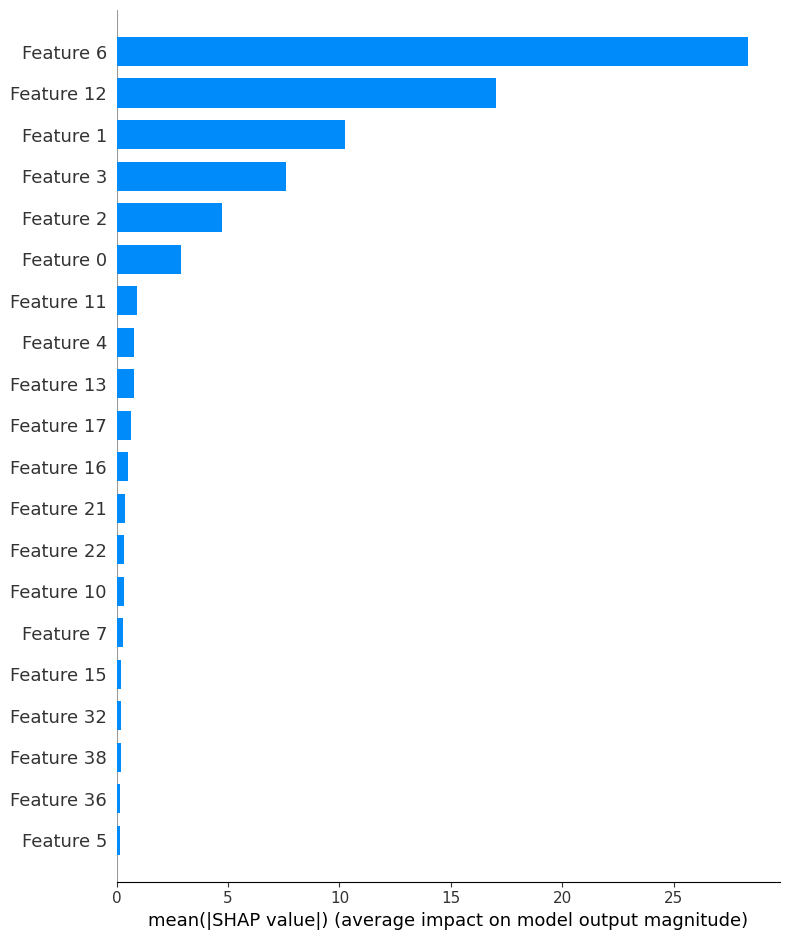 Feature 6
Feature 12
Feature 1
Feature 3
Feature 2
Feature 0
Feature 11
Feature 4
Feature 13
Feature 17
Feature 16
Feature 21
Feature 22
Feature 10
Feature 7
Feature 15
Feature 32
Feature 38
Feature 36
Feature 5
0 5 10 15 20 25
mean(|SHAP value|) (average impact on model output magnitude)